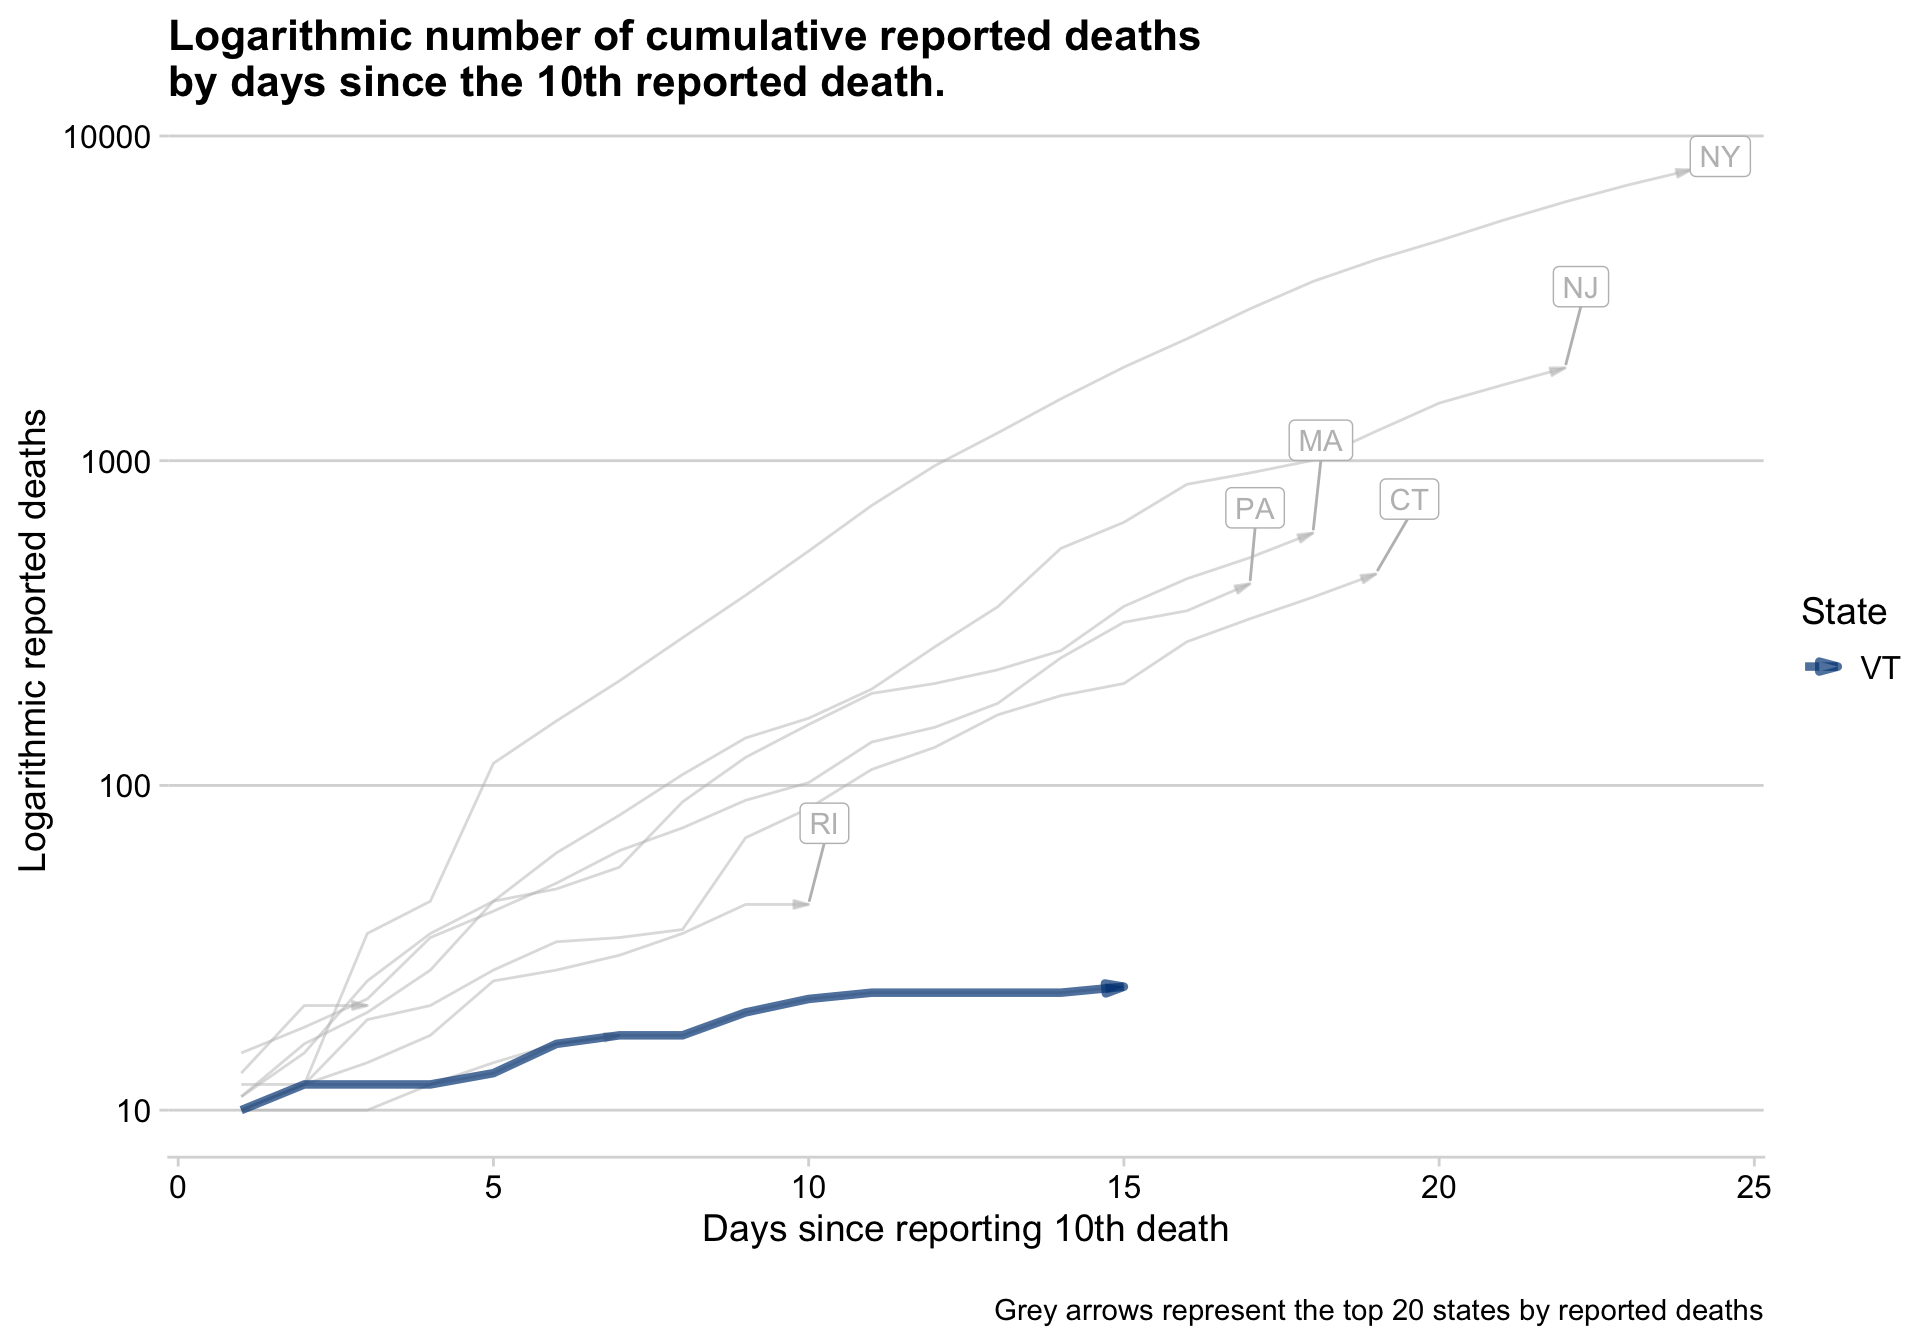 Logarithmic number of cumulative reported deaths
by days since the 10th reported death.
10000
1000
100
10
Logarithmic reported deaths
NY
NJ
MA
CT
PA
RI
State
VT
0 5 10 15 20 25
Days since reporting 10th death
Grey arrows represent the top 20 states by reported deaths